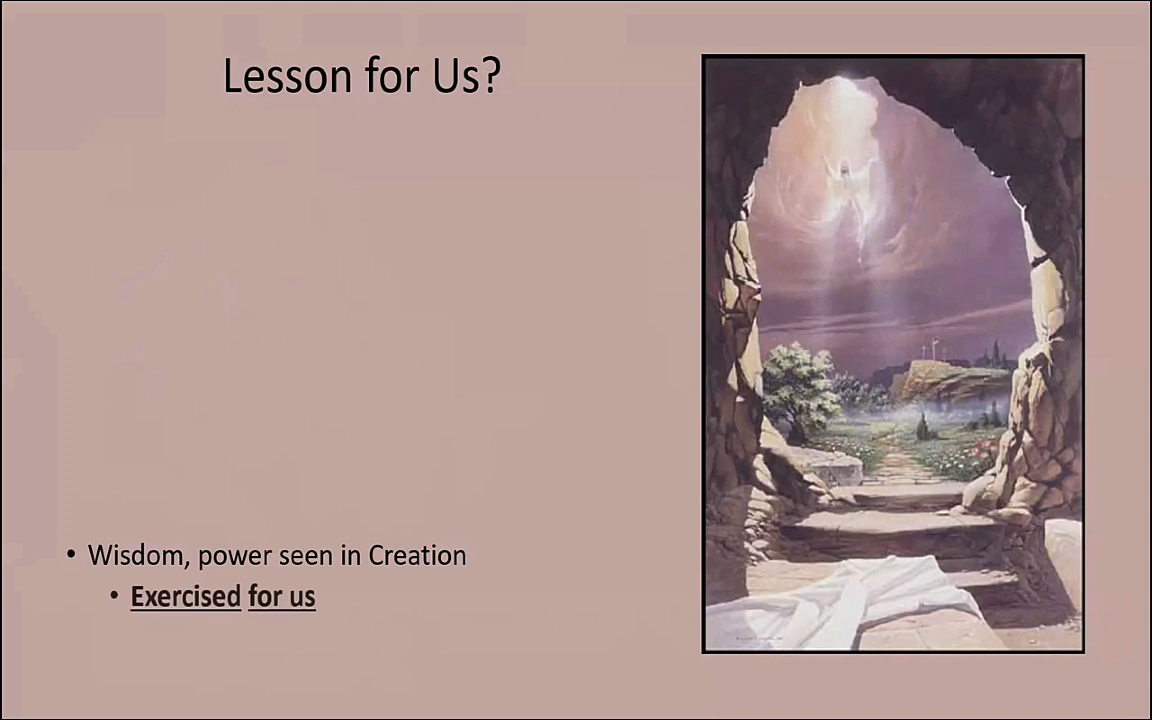 Lesson for Us?
• Wisdom, power seen in Creation
• Exercised for us